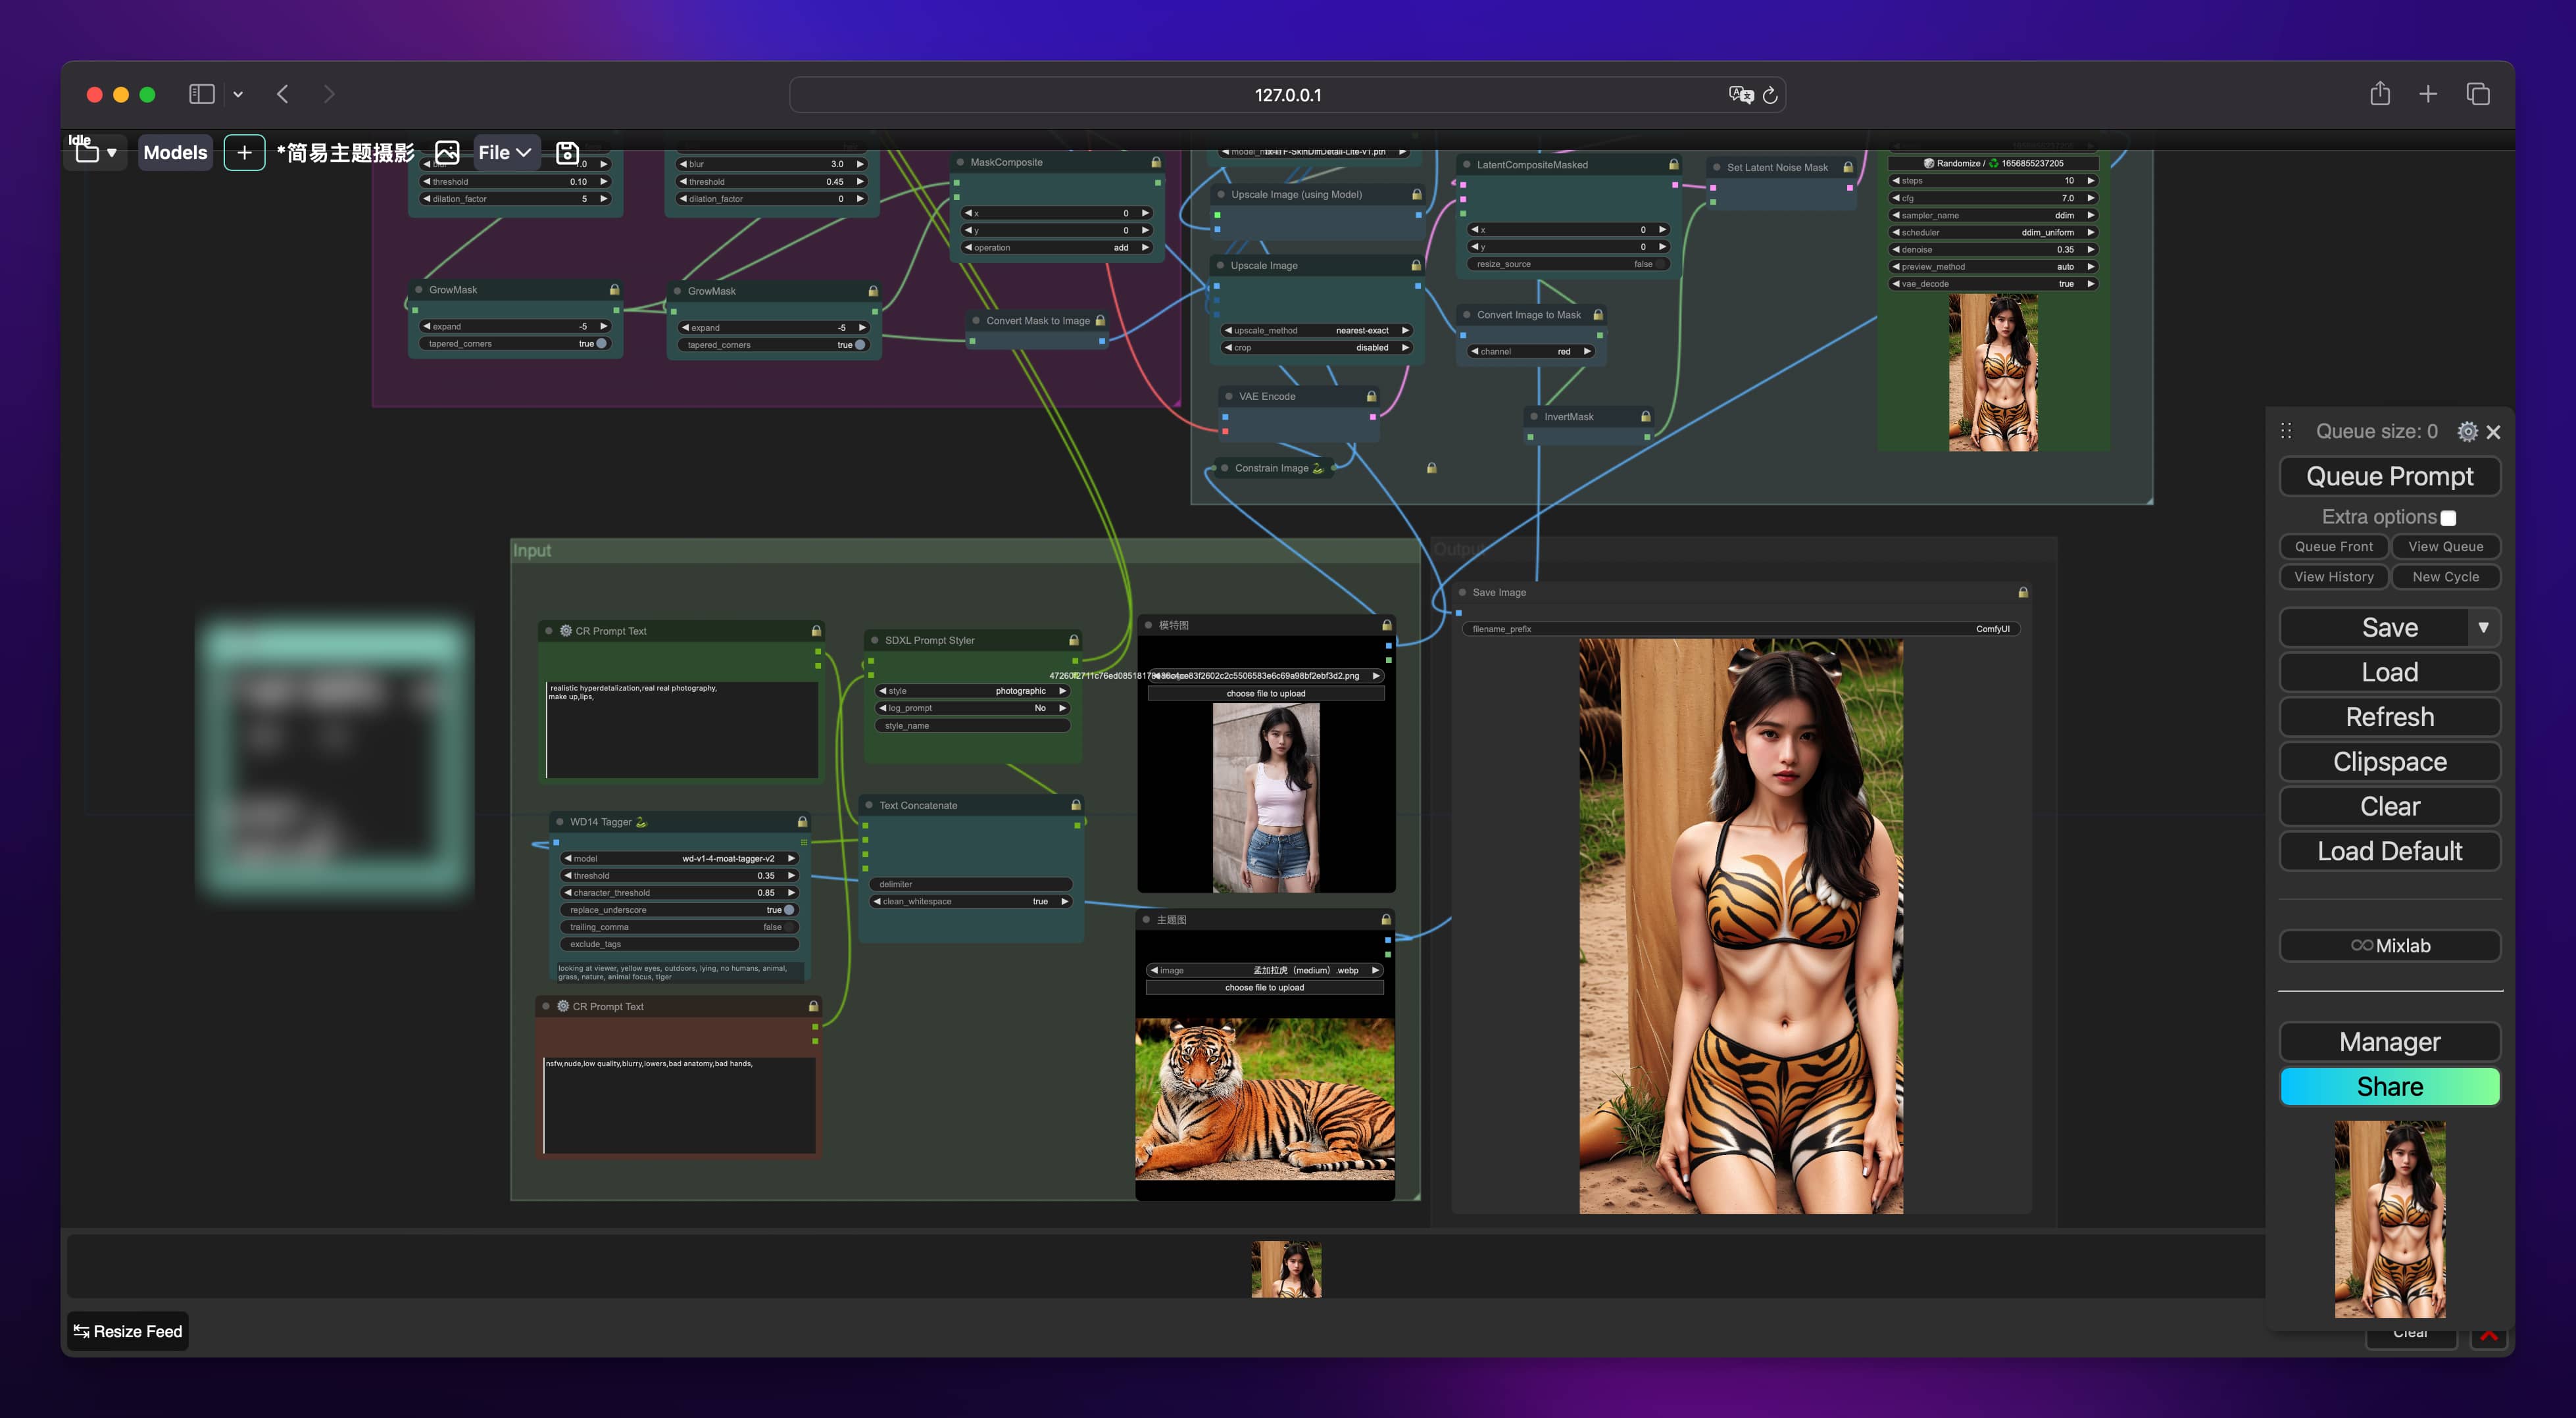 127.0.0.1
Idle
Models
+
*简易主题摄影
File
threshold 0.10
dilation_factor 5
blur 3.0
threshold 0.45
dilation_factor 0
GrowMask
expand -5
tapered_corners true
GrowMask
expand -5
tapered_corners true
MaskComposite
x 0
y 0
operation add
Convert Mask to Image
Upscale Image (using Model)
Upscale Image
upscale_method nearest-exact
crop disabled
VAE Encode
Constrain Image
LatentCompositeMasked
x 0
y 0
resize_source false
Convert Image to Mask
channel red
InvertMask
Set Latent Noise Mask
Randomize / 1656855237205
steps 10
cfg 7.0
sampler_name ddim
scheduler ddim_uniform
denoise 0.35
preview_method auto
vae_decode true
Input
CR Prompt Text
realistic hyperdetalization,real real photography,
make up,lips,
SDXL Prompt Styler
style photographic
log_prompt No
style_name
WD14 Tagger
model wd-v1-4-moat-tagger-v2
threshold 0.35
character_threshold 0.85
replace_underscore true
trailing_comma false
exclude_tags
looking at viewer, yellow eyes, outdoors, lying, no humans, animal,
grass, nature, animal focus, tiger
Text Concatenate
delimiter
clean_whitespace true
CR Prompt Text
nsfw,nude,low quality,blurry,lowers,bad anatomy,bad hands,
模特图
choose file to upload
主题图
image 孟加拉虎（medium）.webp
choose file to upload
Output
Save Image
filename_prefix ComfyUI
Queue size: 0
Queue Prompt
Extra options
Queue Front View Queue
View History New Cycle
Save
Load
Refresh
Clipspace
Clear
Load Default
Mixlab
Manager
Share
Resize Feed
Clear